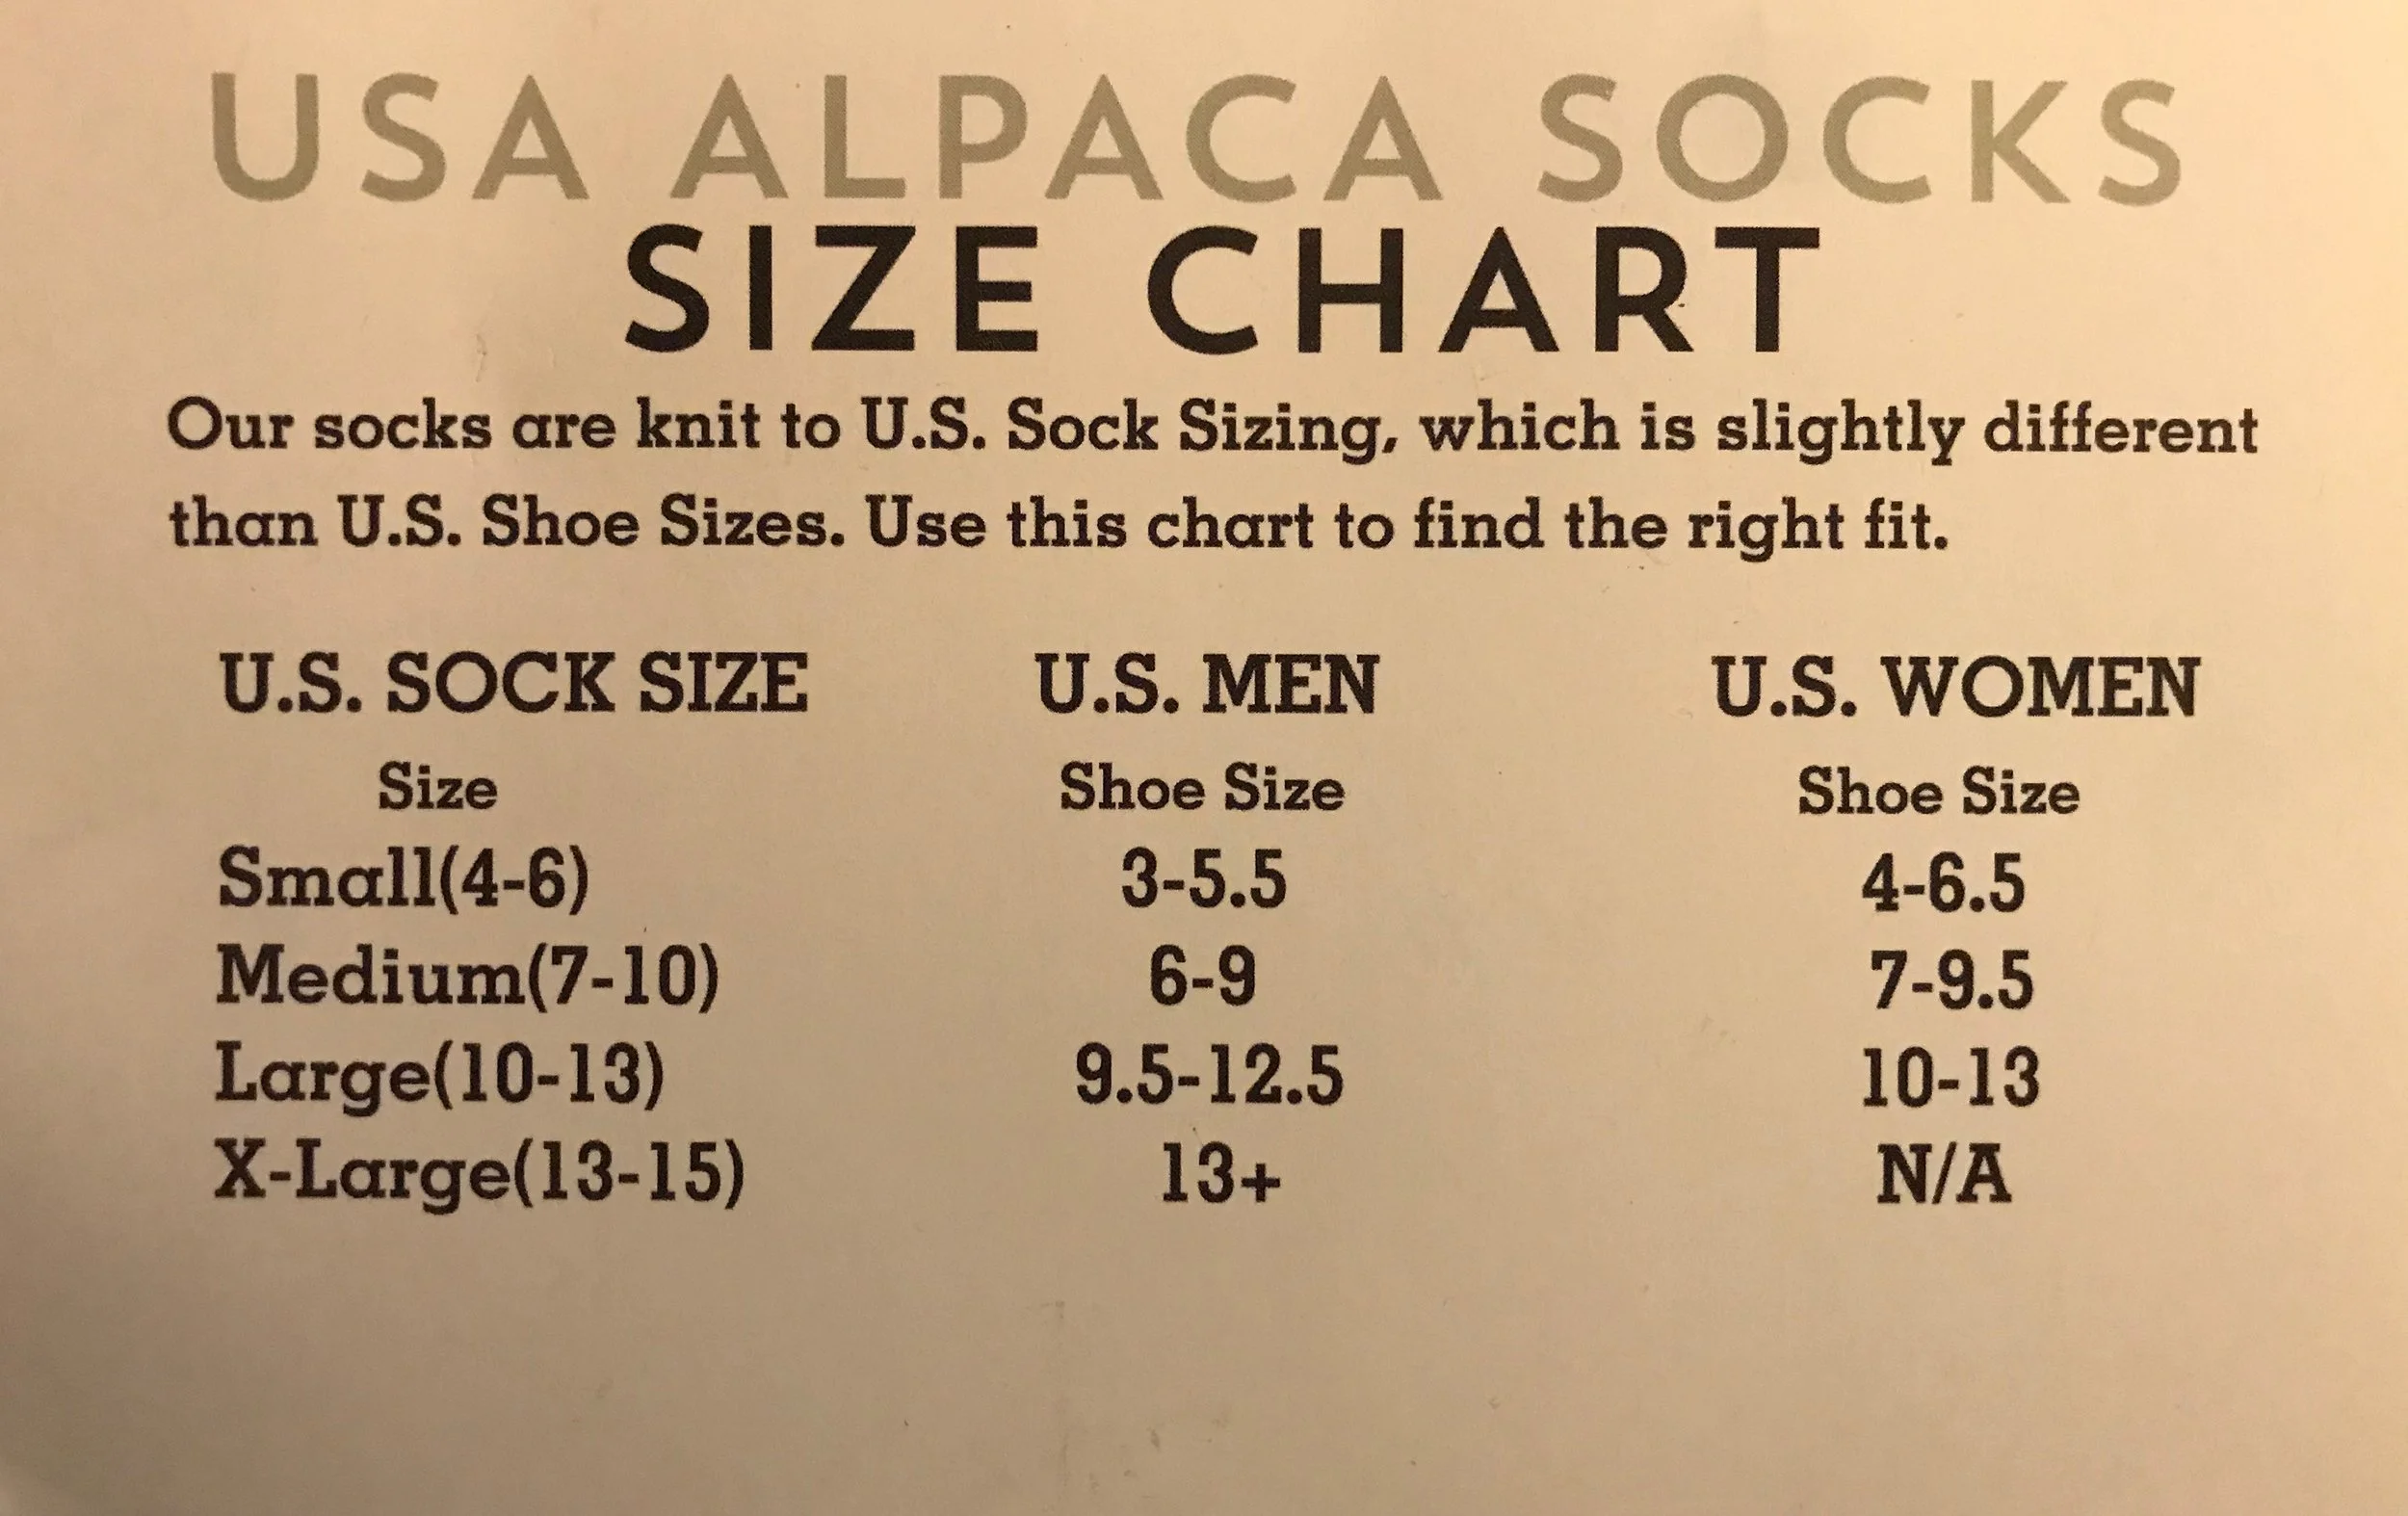 USA ALPACA SOCKS
SIZE CHART
Our socks are knit to U.S. Sock Sizing, which is slightly different
than U.S. Shoe Sizes. Use this chart to find the right fit.
U.S. SOCK SIZE U.S. MEN U.S. WOMEN
Size Shoe Size Shoe Size
Small(4-6) 3-5.5 4-6.5
Medium(7-10) 6-9 7-9.5
Large(10-13) 9.5-12.5 10-13
X-Large(13-15) 13+ N/A